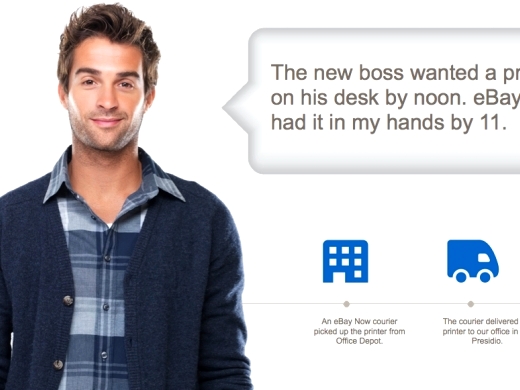 The new boss wanted a pr
on his desk by noon. eBay
had it in my hands by 11.
An eBay Now courier
picked up the printer from
Office Depot.
The courier delivered
printer to our office in
Presidio.